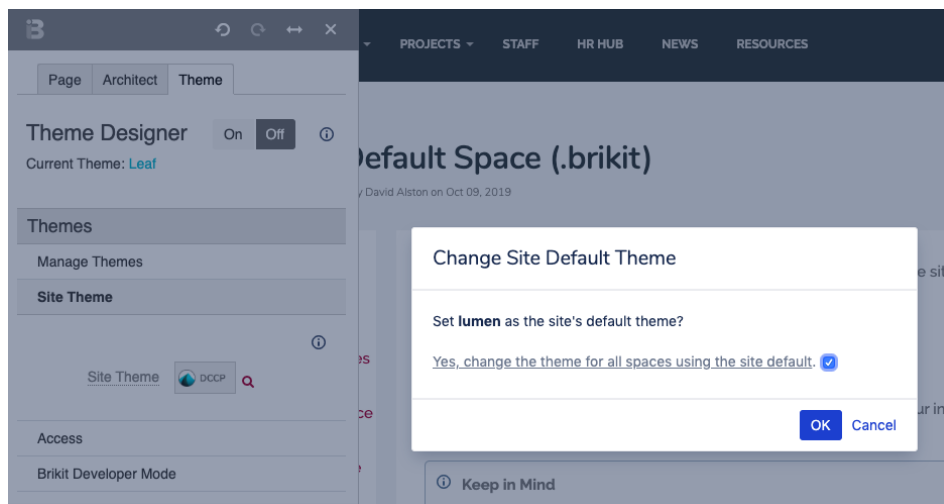 PROJECTS STAFF HR HUB NEWS RESOURCES
Page Architect Theme
Theme Designer On Off
Current Theme: Leaf
Default Space (.brikit)
by David Alston on Oct 09, 2019
Themes
Manage Themes
Site Theme
Site Theme DCCP
Access
Brikit Developer Mode
Change Site Default Theme
Set lumen as the site's default theme?
Yes, change the theme for all spaces using the site default.
OK Cancel
Keep in Mind